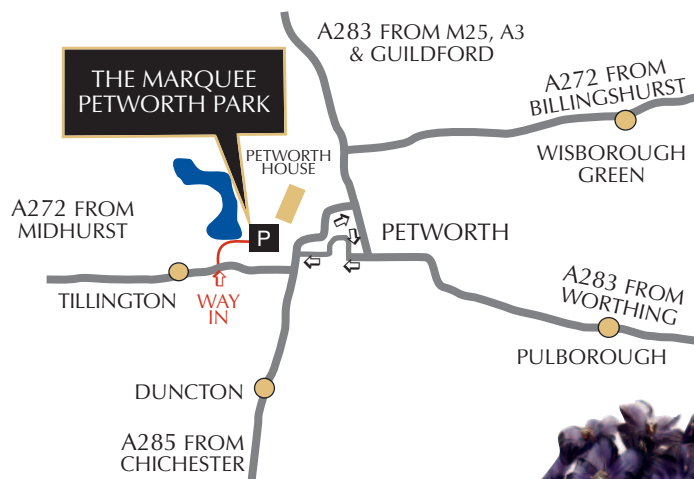 A283 FROM M25, A3
& GUILDFORD
THE MARQUEE
PETWORTH PARK
A272 FROM
BILLINGSHURST
WISBOROUGH
GREEN
PETWORTH
HOUSE
A272 FROM
MIDHURST
P
PETWORTH
TILLINGTON
WAY
IN
A283 FROM
WORTHING
PULBOROUGH
DUNCTON
A285 FROM
CHICHESTER